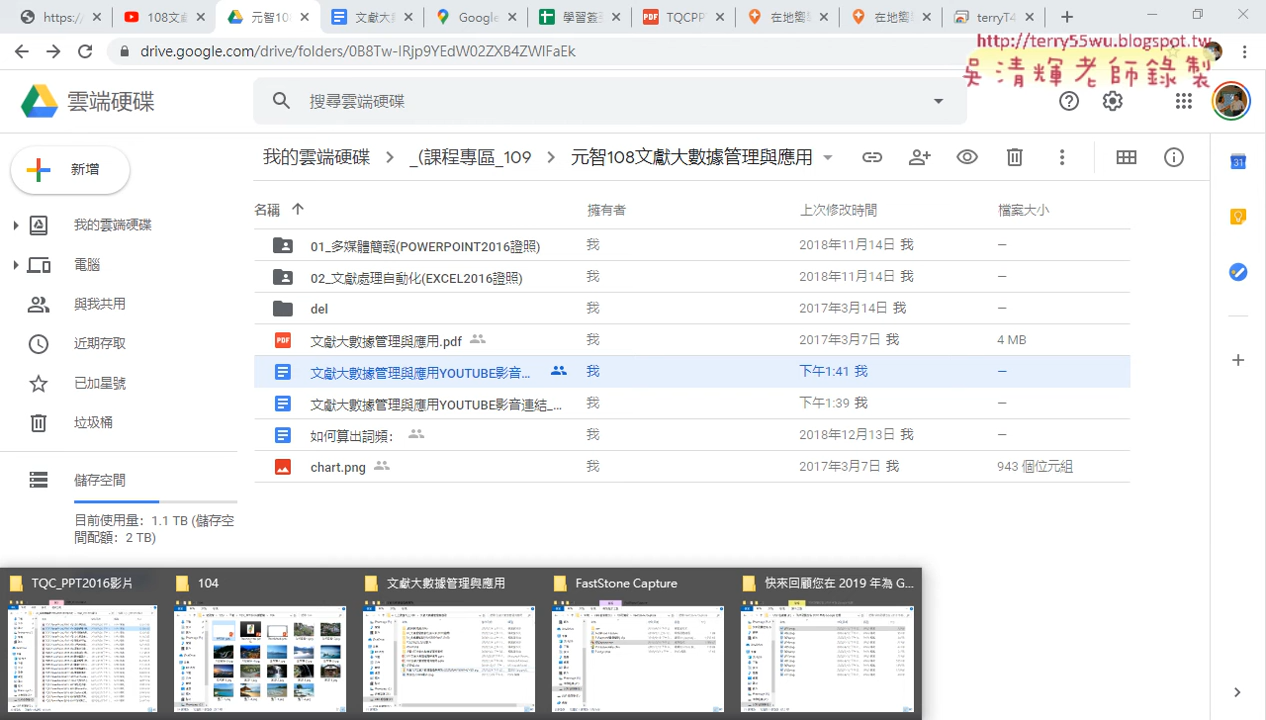 https:/
108文獻
元智10
文獻大
Google
學習簽
TQCPP
在地
在地
terryT4
drive.google.com/drive/folders/0B8Tw-IRjp9YEdW02ZXB4ZWlFaEk
http://terry55wu.blogspot.tw
吳清輝老師錄製
雲端硬碟
搜尋雲端硬碟
新增
我的雲端硬碟 > _(課程專區_109 > 元智108文獻大數據管理與應用
31
我的雲端硬碟
電腦
與我共用
近期存取
已加星號
垃圾桶
儲存空間
目前使用量：1.1 TB (儲存空
間配額：2 TB)
名稱 擁有者 上次修改時間 檔案大小
01_多媒體簡報(POWERPOINT2016證照) 我 2018年11月14日 我 —
02_文獻處理自動化(EXCEL2016證照) 我 2018年11月14日 我 —
del 我 2017年3月14日 我 —
PDF 文獻大數據管理與應用.pdf 我 2017年3月7日 我 4 MB
文獻大數據管理與應用YOUTUBE影音... 我 下午1:41 我 —
文獻大數據管理與應用YOUTUBE影音連結_... 我 下午1:39 我 —
如何算出詞頻： 我 2018年12月13日 我 —
chart.png 我 2017年3月7日 我 943 個位元組
TQC_PPT2016影片
104
文獻大數據管理與應用
FastStone Capture
快來回顧您在 2019 年為 G...